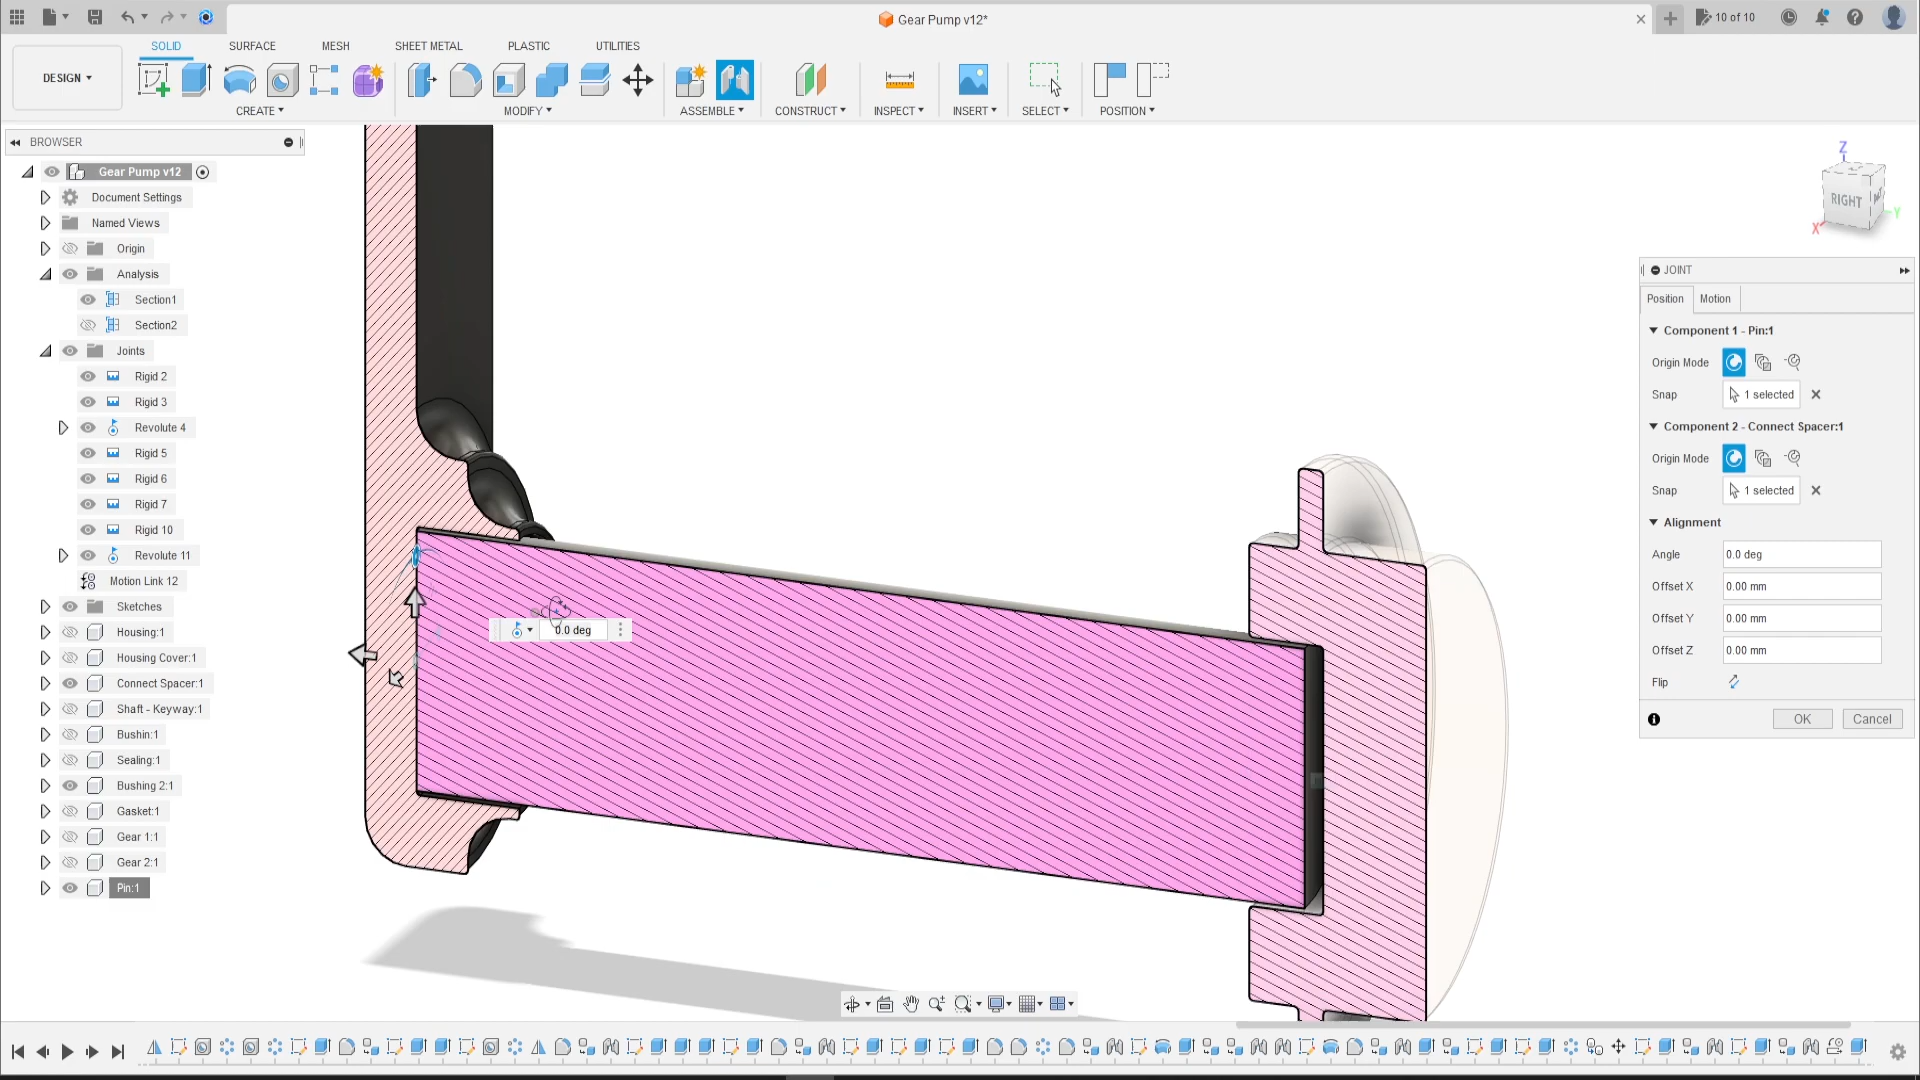 Gear Pump v12*
10 of 10
SOLID
SURFACE
MESH
SHEET METAL
PLASTIC
UTILITIES
DESIGN
CREATE
MODIFY
ASSEMBLE
CONSTRUCT
INSPECT
INSERT
SELECT
POSITION
BROWSER
Gear Pump v12
Document Settings
Named Views
Origin
Analysis
Section1
Section2
Joints
Rigid 2
Rigid 3
Revolute 4
Rigid 5
Rigid 6
Rigid 7
Rigid 10
Revolute 11
Motion Link 12
Sketches
Housing:1
Housing Cover:1
Connect Spacer:1
Shaft - Keyway:1
Bushin:1
Sealing:1
Bushing 2:1
Gasket:1
Gear 1:1
Gear 2:1
Pin:1
0.0 deg
Z
RIGHT
X
Y
JOINT
Position
Motion
Component 1 - Pin:1
Origin Mode
Snap
1 selected
Component 2 - Connect Spacer:1
Origin Mode
Snap
1 selected
Alignment
Angle
0.0 deg
Offset X
0.00 mm
Offset Y
0.00 mm
Offset Z
0.00 mm
Flip
OK
Cancel